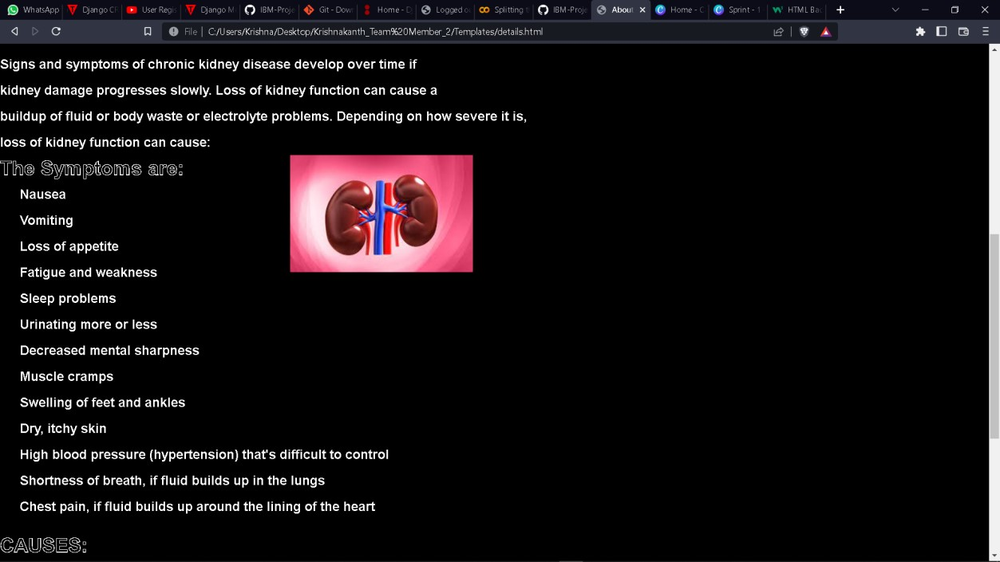 WhatsApp
Django
User Regis
Django M
IBM-Proje
Git - Down
Home - D
Logged o
Splitting t
IBM-Proje
About
Home - C
Sprint - 1
HTML Bac
File
C:/Users/Krishna/Desktop/Krishnakanth_Team%20Member_2/Templates/details.html
Signs and symptoms of chronic kidney disease develop over time if
kidney damage progresses slowly. Loss of kidney function can cause a
buildup of fluid or body waste or electrolyte problems. Depending on how severe it is,
loss of kidney function can cause:
The Symptoms are:
Nausea
Vomiting
Loss of appetite
Fatigue and weakness
Sleep problems
Urinating more or less
Decreased mental sharpness
Muscle cramps
Swelling of feet and ankles
Dry, itchy skin
High blood pressure (hypertension) that's difficult to control
Shortness of breath, if fluid builds up in the lungs
Chest pain, if fluid builds up around the lining of the heart
CAUSES: